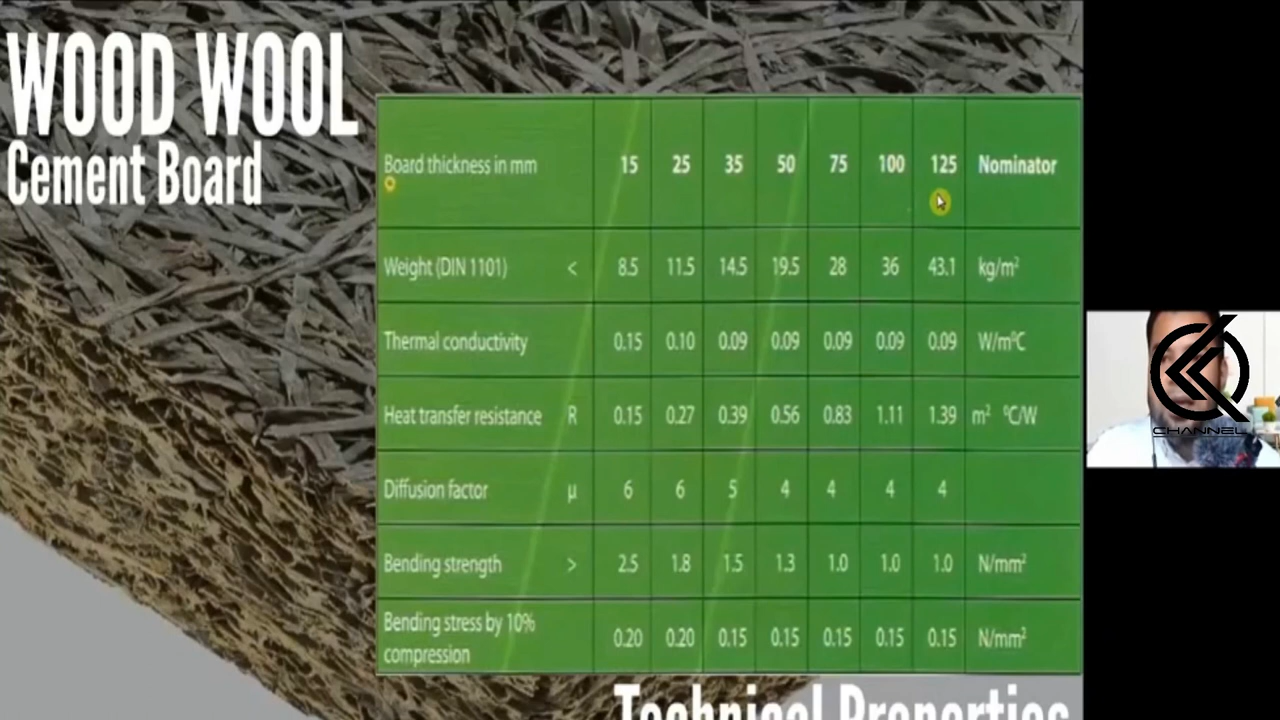 WOOD WOOL
Cement Board
Board thickness in mm 15 25 35 50 75 100 125 Nominator
Weight (DIN 1101) < 8.5 11.5 14.5 19.5 28 36 43.1 kg/m²
Thermal conductivity 0.15 0.10 0.09 0.09 0.09 0.09 0.09 W/m⁰C
Heat transfer resistance R 0.15 0.27 0.39 0.56 0.83 1.11 1.39 m² ⁰C/W
Diffusion factor μ 6 6 5 4 4 4 4
Bending strength > 2.5 1.8 1.5 1.3 1.0 1.0 1.0 N/mm²
Bending stress by 10%
compression 0.20 0.20 0.15 0.15 0.15 0.15 0.15 N/mm²
Technical Properties
CHANNEL